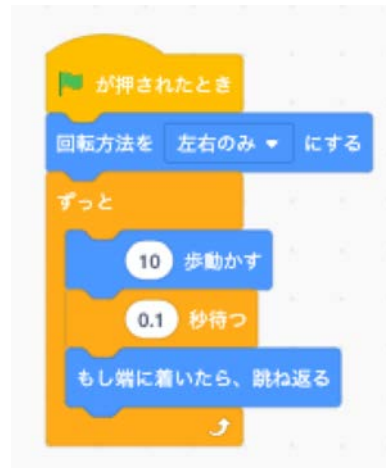 が押されたとき
回転方法を 左右のみ にする
ずっと
10 歩動かす
0.1 秒待つ
もし端に着いたら、跳ね返る